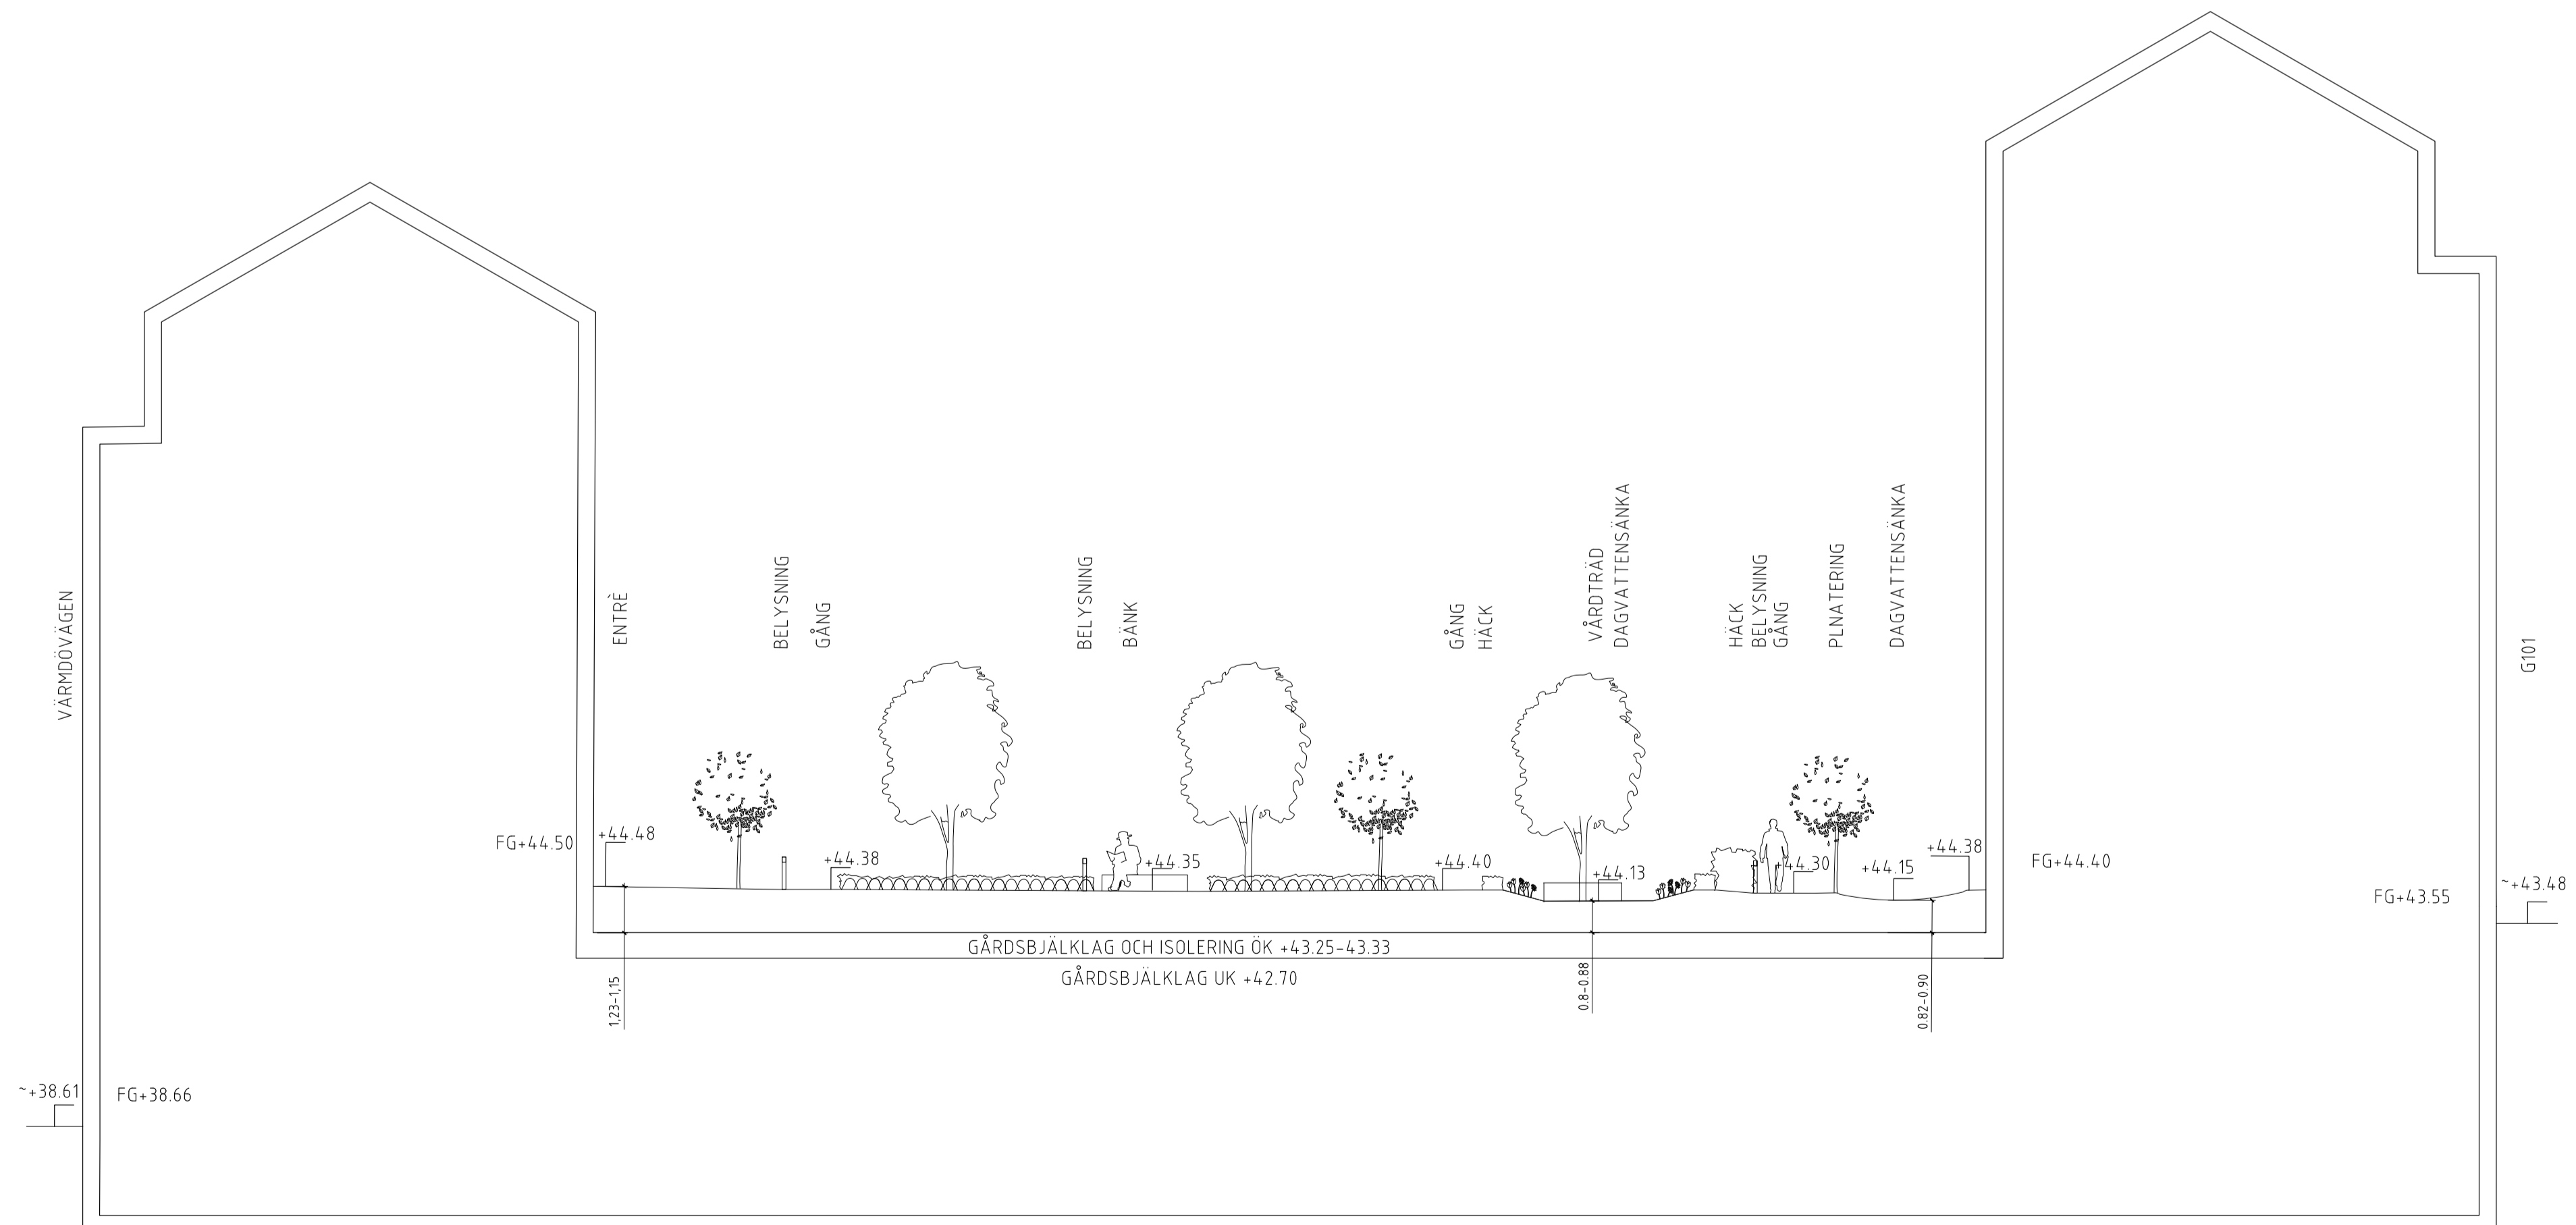 VÄRMDÖVÄGEN
ENTRÈ
BELYSNING
GÅNG
BELYSNING
BÄNK
GÅNG
HÄCK
VÅRDTRÄD
DAGVATTENSÄNKA
HÄCK
BELYSNING
GÅNG
PLNATERING
DAGVATTENSÄNKA
G101
FG+44.50
+44.48
+44.38
+44.35
+44.40
+44.13
+44.30
+44.15
+44.38
FG+44.40
FG+43.55
~+43.48
GÅRDSBJÄLKLAG OCH ISOLERING ÖK +43.25-43.33
GÅRDSBJÄLKLAG UK +42.70
1,23-1,15
0.8-0.88
0.82-0.90
~+38.61
FG+38.66